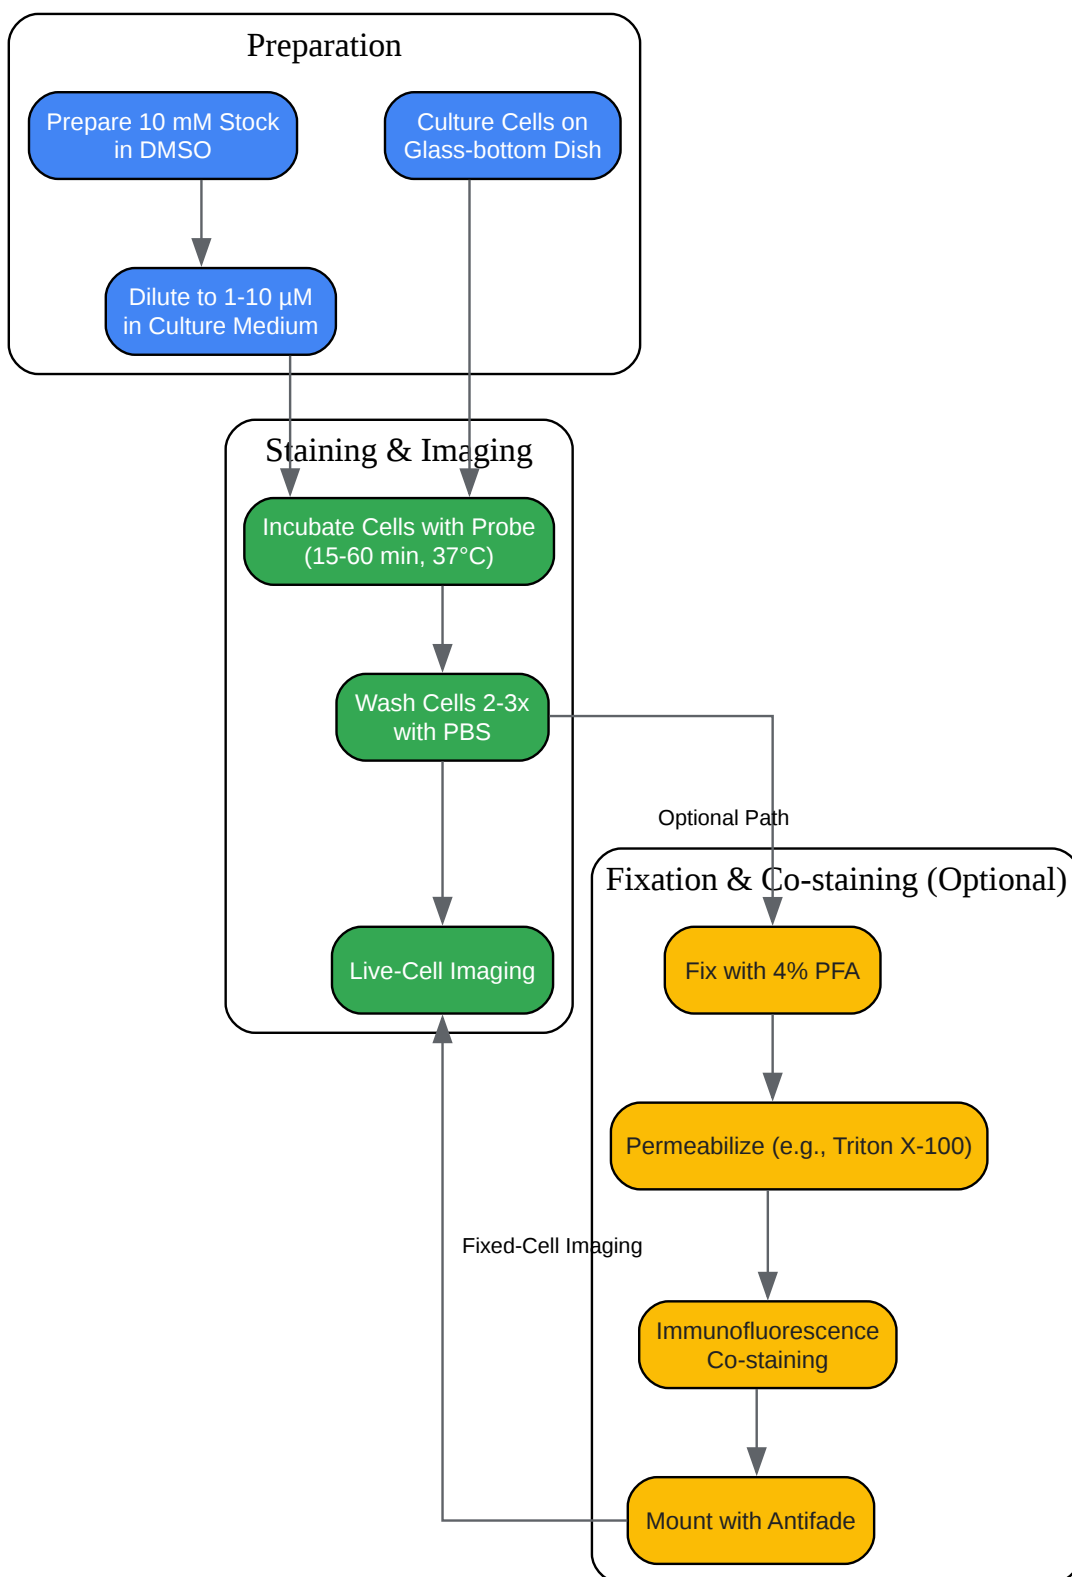 Preparation
Prepare 10 mM Stock
in DMSO
Culture Cells on
Glass-bottom Dish
Dilute to 1-10 µM
in Culture Medium
Staining & Imaging
Incubate Cells with Probe
(15-60 min, 37°C)
Wash Cells 2-3x
with PBS
Optional Path
Fixation & Co-staining (Optional)
Live-Cell Imaging
Fix with 4% PFA
Permeabilize (e.g., Triton X-100)
Fixed-Cell Imaging
Immunofluorescence
Co-staining
Mount with Antifade